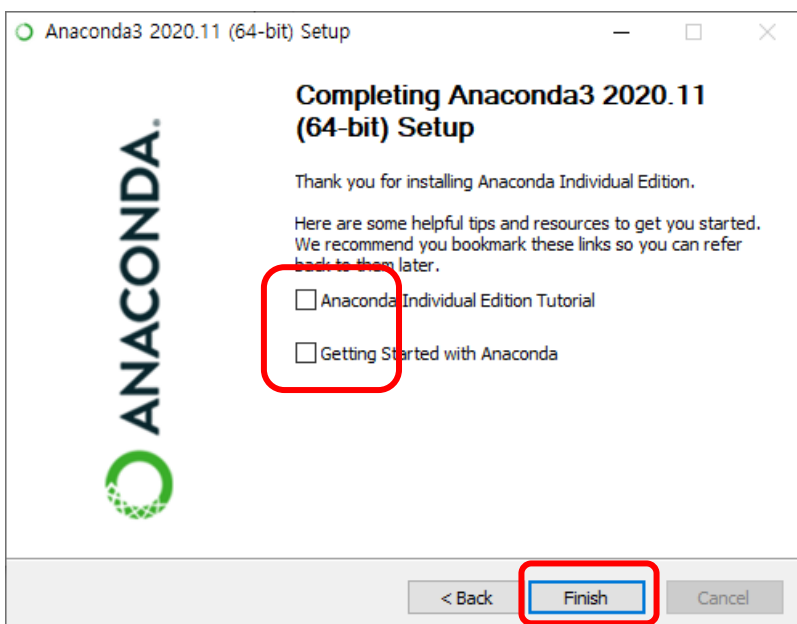 Anaconda3 2020.11 (64-bit) Setup
Completing Anaconda3 2020.11
(64-bit) Setup
Thank you for installing Anaconda Individual Edition.
Here are some helpful tips and resources to get you started.
We recommend you bookmark these links so you can refer
back to them later.
Anaconda Individual Edition Tutorial
Getting Started with Anaconda
ANACONDA.
< Back Finish Cancel